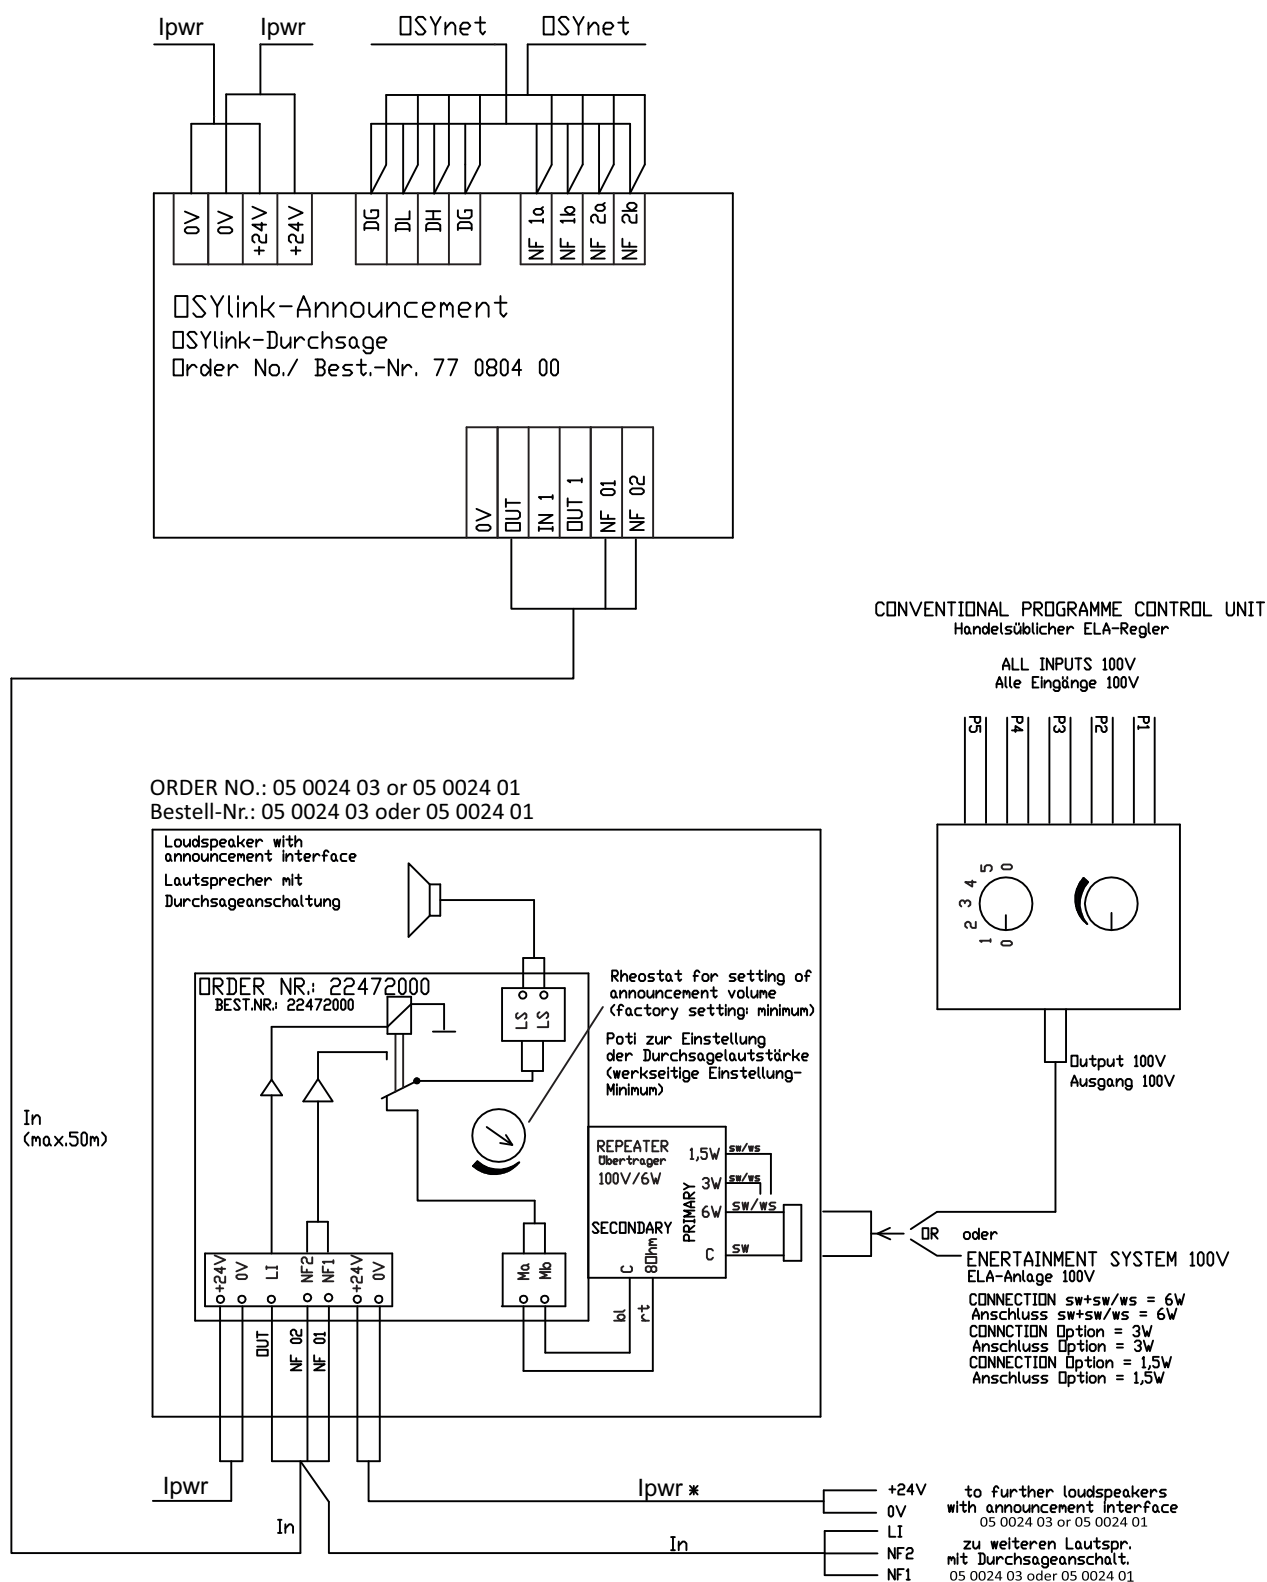 Ipwr
Ipwr
OSYnet
OSYnet
0V
0V
+24V
+24V
DG
DL
DH
DG
NF 1a
NF 1b
NF 2a
NF 2b
OSYlink-Announcement
OSYlink-Durchsage
Order No./ Best.-Nr. 77 0804 00
0V
OUT
IN 1
OUT 1
NF 01
NF 02
CONVENTIONAL PROGRAMME CONTROL UNIT
Handelsüblicher ELA-Regler
ALL INPUTS 100V
Alle Eingänge 100V
P5
P4
P3
P2
P1
0
5
4
3
2
1
0
Output 100V
Ausgang 100V
ORDER NO.: 05 0024 03 or 05 0024 01
Bestell-Nr.: 05 0024 03 oder 05 0024 01
Loudspeaker with
announcement interface
Lautsprecher mit
Durchsageanschaltung
ORDER NR.: 22472000
BEST.NR.: 22472000
LS
LS
Rheostat for setting of
announcement volume
(factory setting: minimum)
Poti zur Einstellung
der Durchsagelautstärke
(werkseitige Einstellung-
Minimum)
In
(max.50m)
REPEATER
Übertrager
100V/6W
1,5W
3W
6W
C
PRIMARY
sw/ws
sw/ws
sw/ws
sw
SECONDARY
C
8Ohm
bl
rt
Ma
Mb
+24V
0V
LI
NF2
NF1
+24V
0V
OUT
NF 02
NF 01
OR oder
ENERTAINMENT SYSTEM 100V
ELA-Anlage 100V
CONNECTION sw+sw/ws = 6W
Anschluss sw+sw/ws = 6W
CONNCTION Option = 3W
Anschluss Option = 3W
CONNECTION Option = 1,5W
Anschluss Option = 1,5W
Ipwr
In
Ipwr *
In
+24V
0V
LI
NF2
NF1
to further loudspeakers
with announcement interface
05 0024 03 or 05 0024 01
zu weiteren Lautspr.
mit Durchsageanschalt.
05 0024 03 oder 05 0024 01